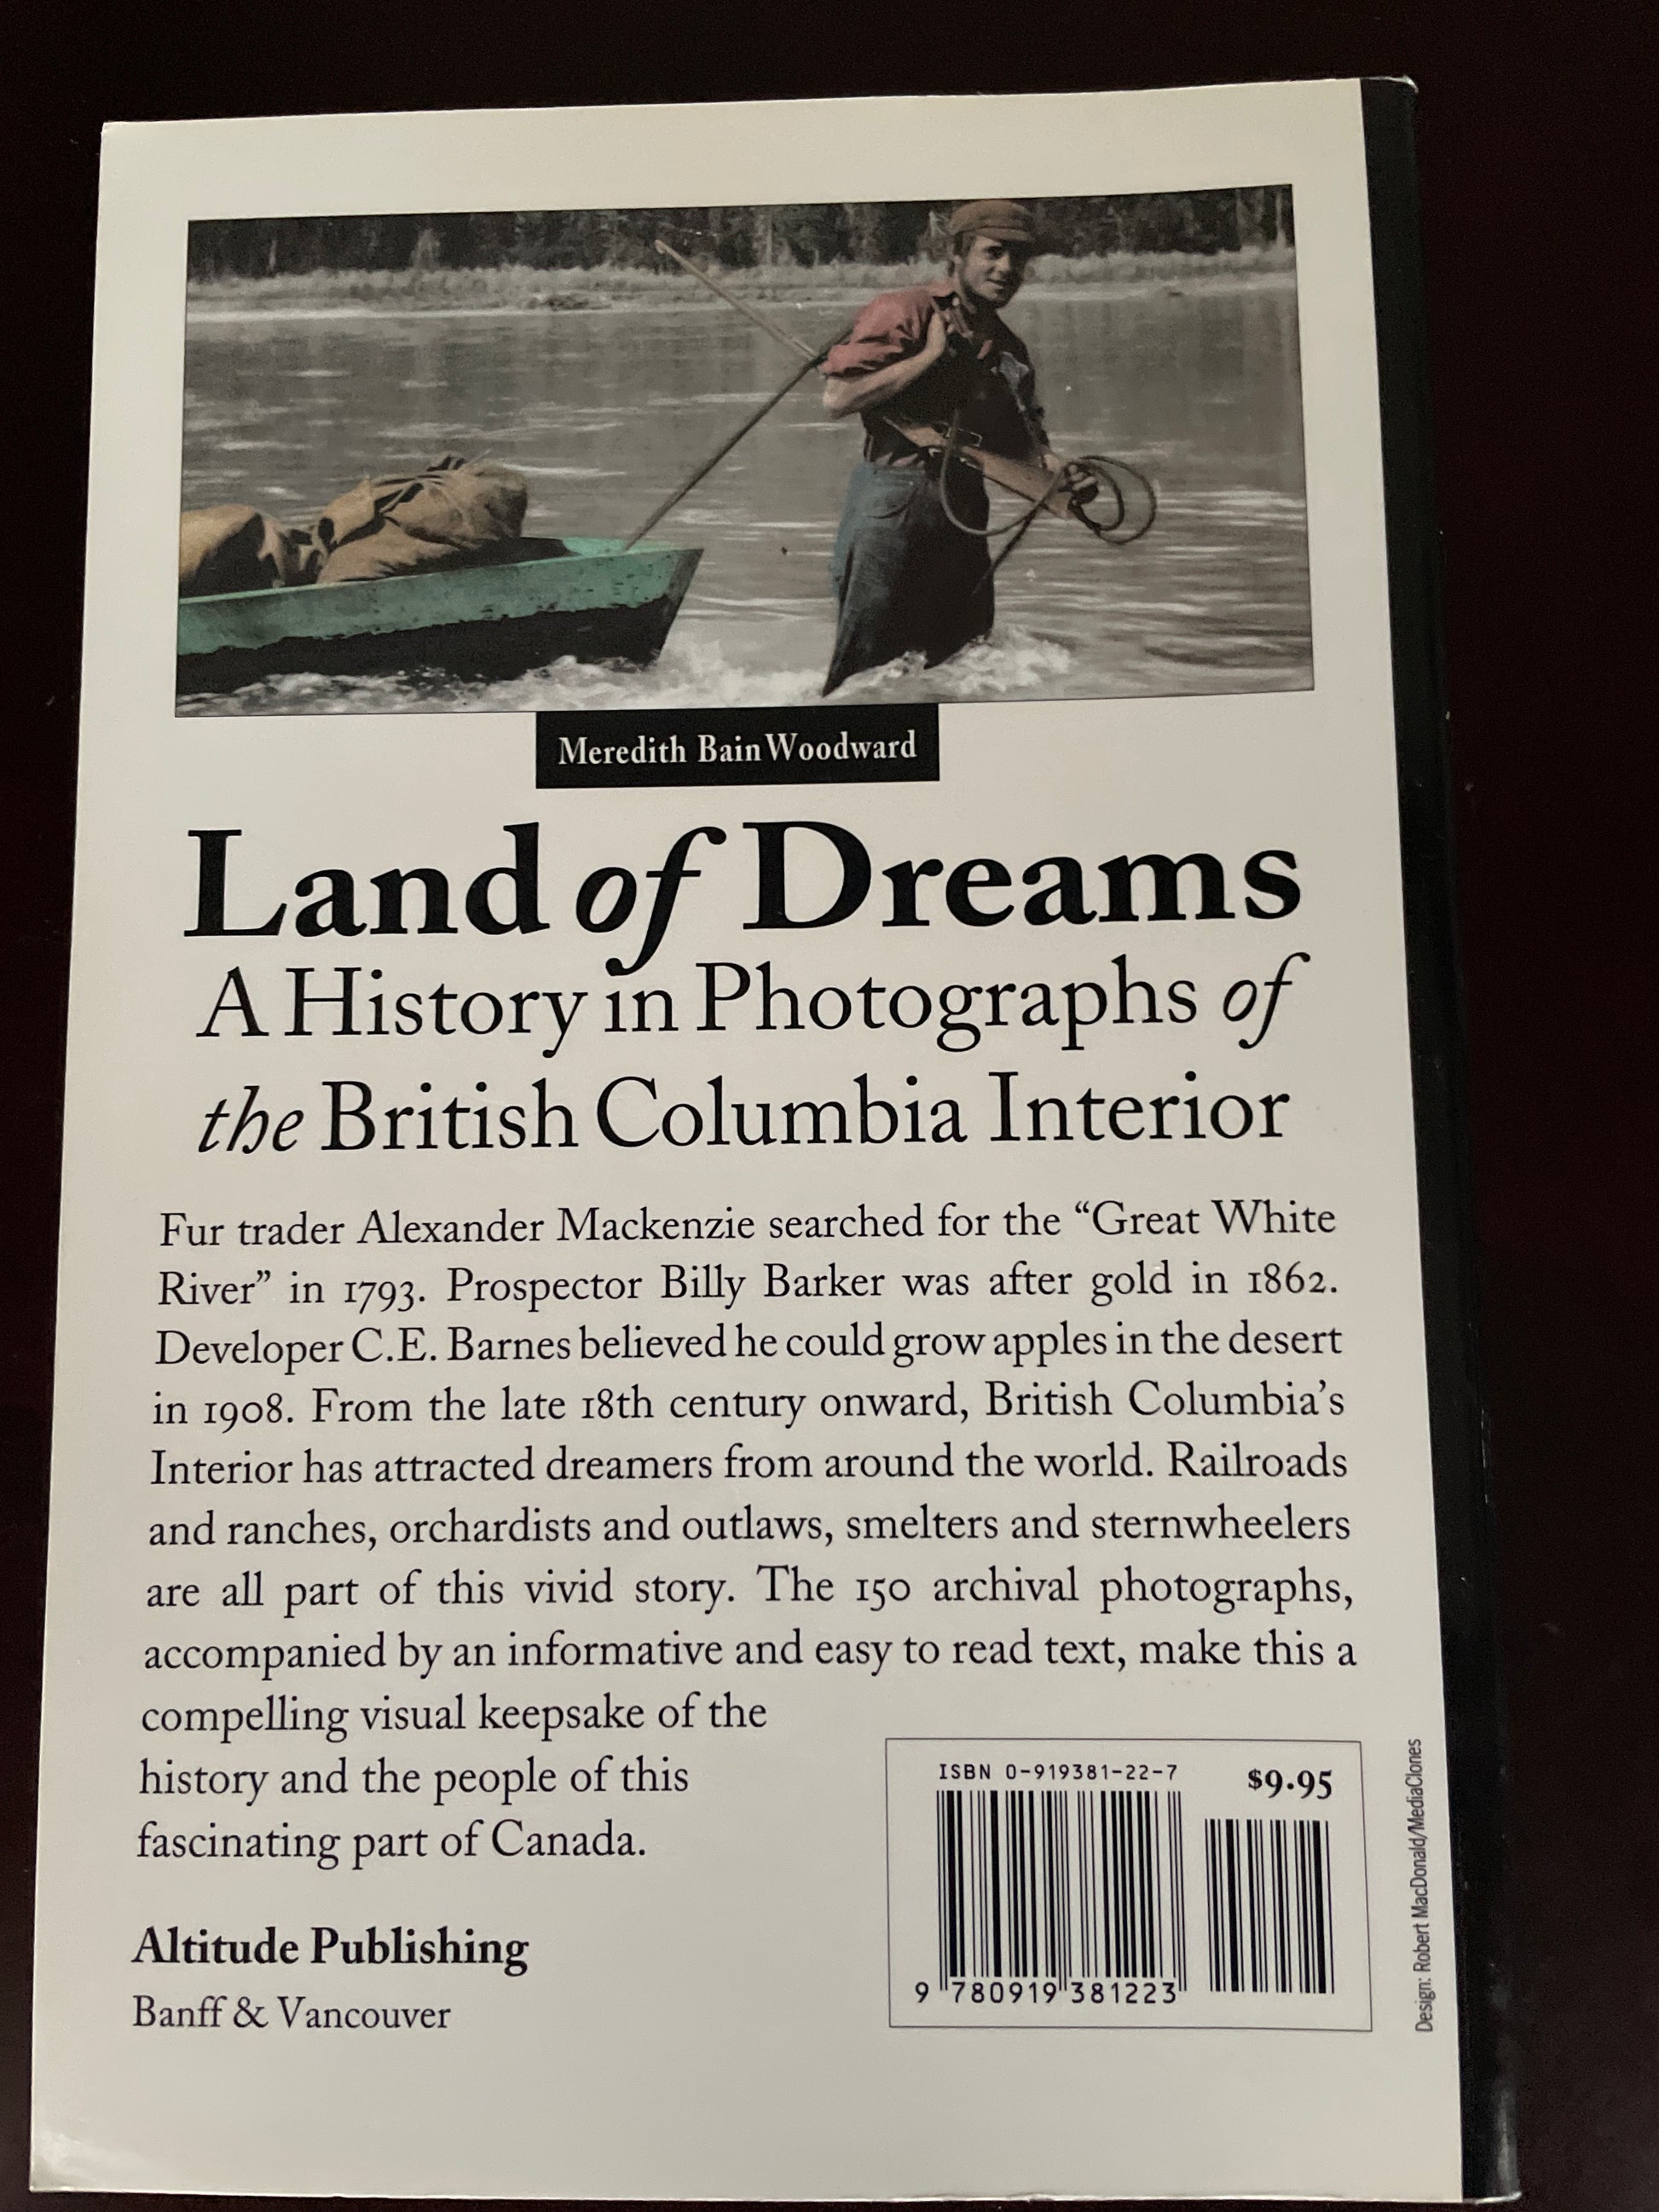 Meredith Bain Woodward
Land of Dreams
A History in Photographs of
the British Columbia Interior
Fur trader Alexander Mackenzie searched for the “Great White
River” in 1793. Prospector Billy Barker was after gold in 1862.
Developer C.E. Barnes believed he could grow apples in the desert
in 1908. From the late 18th century onward, British Columbia’s
Interior has attracted dreamers from around the world. Railroads
and ranches, orchardists and outlaws, smelters and sternwheelers
are all part of this vivid story. The 150 archival photographs,
accompanied by an informative and easy to read text, make this a
compelling visual keepsake of the
history and the people of this
fascinating part of Canada.
Altitude Publishing
Banff & Vancouver
ISBN 0-919381-22-7
$9.95
9 780919 381223
Design: Robert MacDonald/MediaClones